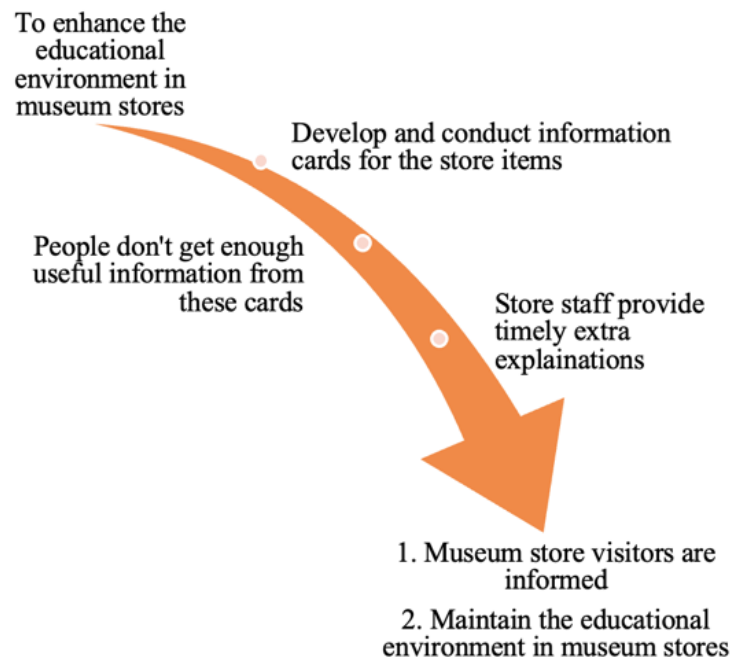 To enhance the
educational
environment in
museum stores
Develop and conduct information
cards for the store items
People don't get enough
useful information from
these cards
Store staff provide
timely extra
explainations
1. Museum store visitors are
informed
2. Maintain the educational
environment in museum stores